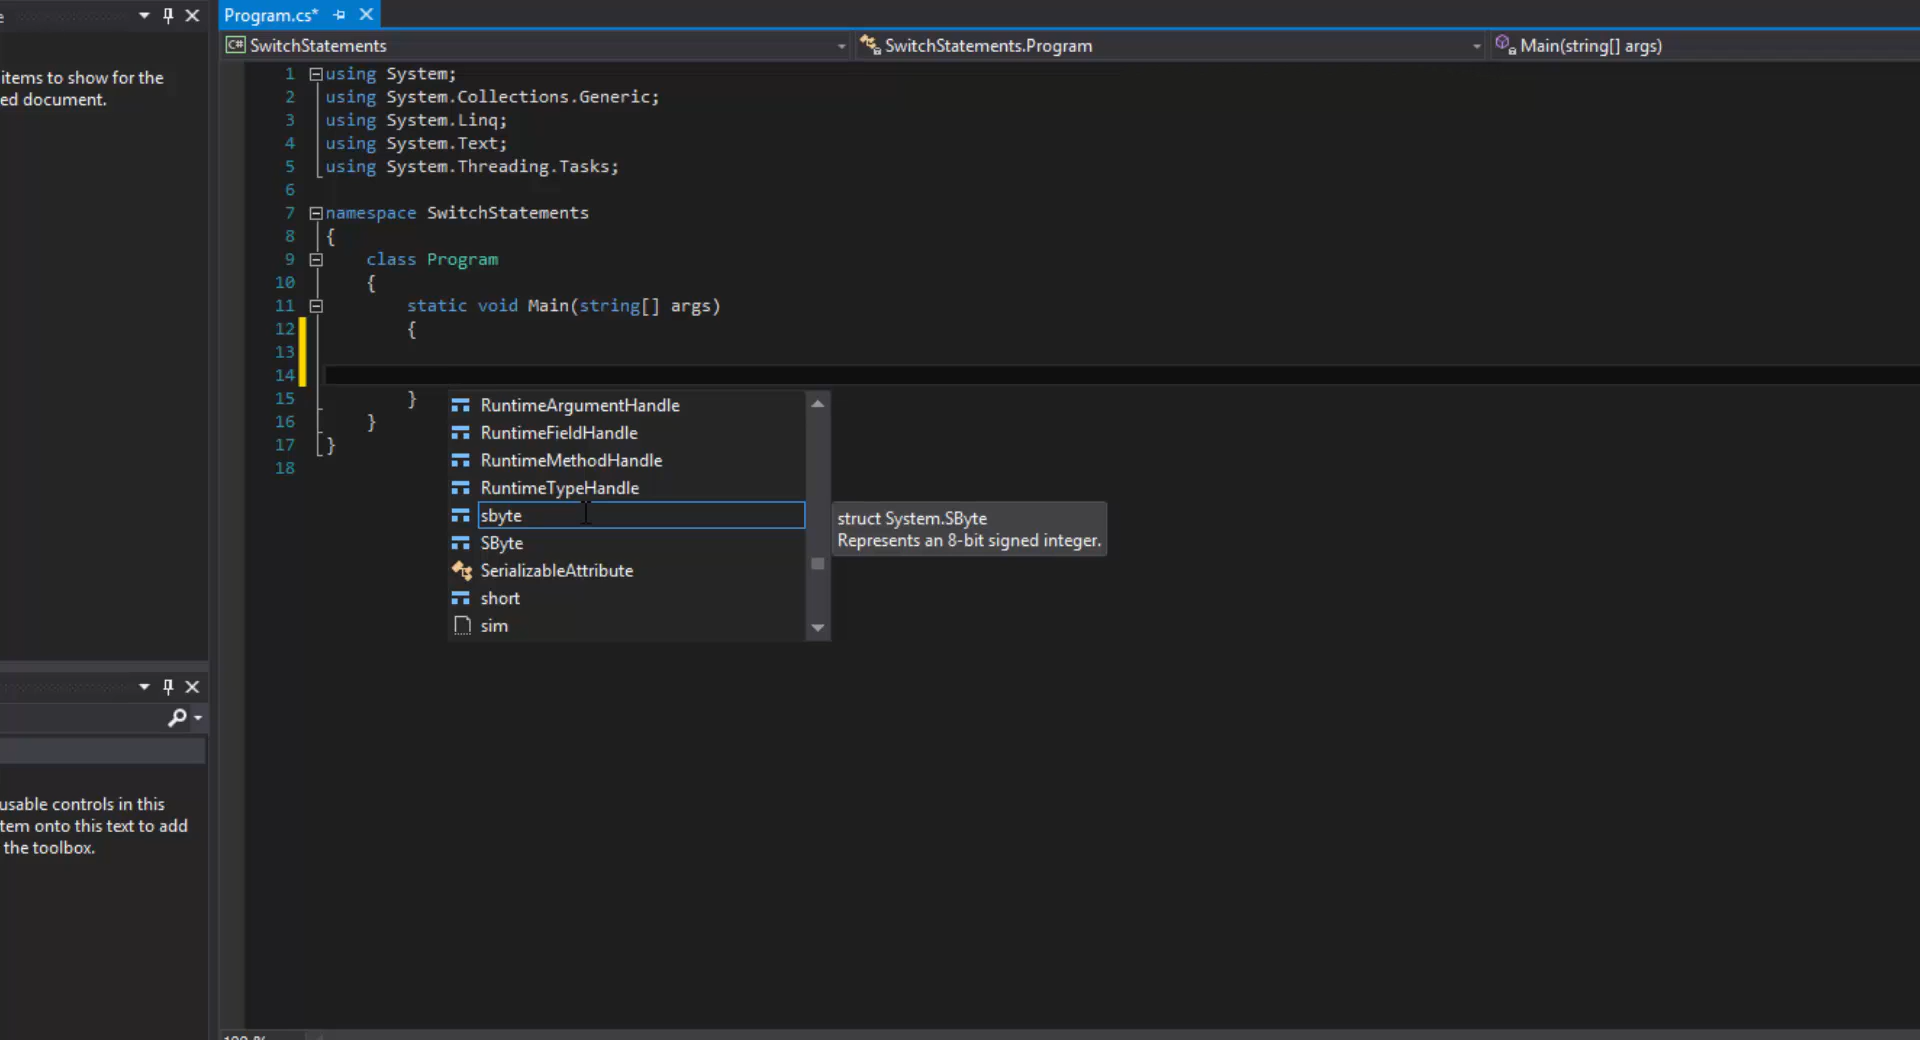 e
items to show for the
ed document.
usable controls in this
tem onto this text to add
the toolbox.
Program.cs*
C# SwitchStatements
SwitchStatements.Program
Main(string[] args)
1 using System;
2 using System.Collections.Generic;
3 using System.Linq;
4 using System.Text;
5 using System.Threading.Tasks;
6
7 namespace SwitchStatements
8 {
9 class Program
10 {
11 static void Main(string[] args)
12 {
13
14
15 }
16 }
17 }
18
RuntimeArgumentHandle
RuntimeFieldHandle
RuntimeMethodHandle
RuntimeTypeHandle
sbyte
SByte
SerializableAttribute
short
sim
struct System.SByte
Represents an 8-bit signed integer.